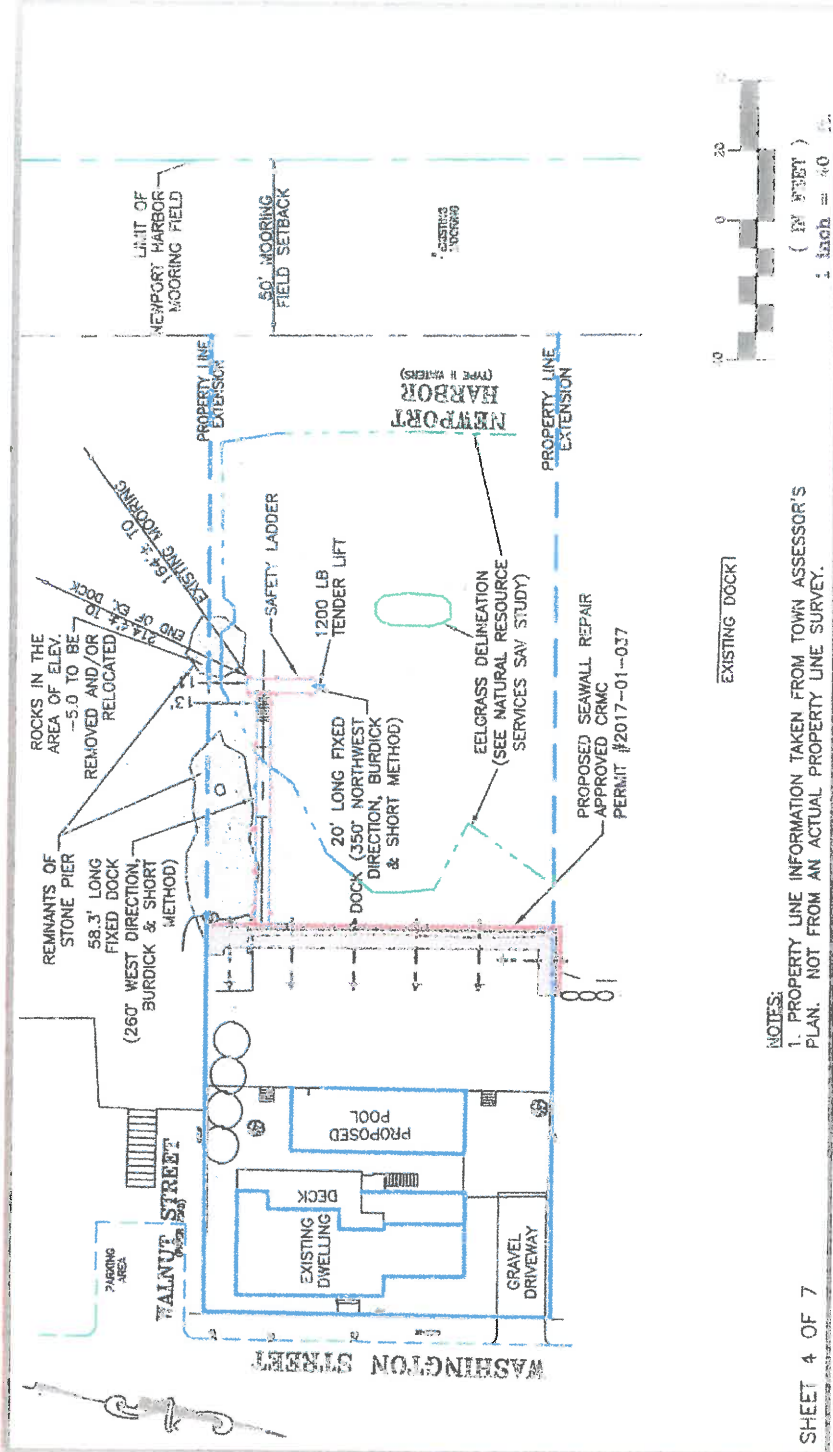 LIMIT OF
NEWPORT HARBOR
MOORING FIELD
50' MOORING
FIELD SETBACK
EXISTING
MOORING
PROPERTY LINE
EXTENSION
NEWPORT
HARBOR
(TYPE II WATERS)
PROPERTY LINE
EXTENSION
164'± TO
EXISTING MOORING
END OF EX. DOCK
ROCKS IN THE
AREA OF ELEV.
-5.0 TO BE
REMOVED AND/OR
RELOCATED
SAFETY LADDER
1200 LB
TENDER LIFT
13'
REMNANTS OF
STONE PIER
58.3' LONG
FIXED DOCK
(260° WEST DIRECTION,
BURDICK & SHORT
METHOD)
20' LONG FIXED
DOCK (350° NORTHWEST
DIRECTION, BURDICK
& SHORT METHOD)
EELGRASS DELINEATION
(SEE NATURAL RESOURCE
SERVICES SAV STUDY)
PROPOSED SEAWALL REPAIR
APPROVED CRMC
PERMIT #2017-01-037
PARKING
AREA
WALNUT STREET
PROPOSED
POOL
DECK
EXISTING
DWELLING
GRAVEL
DRIVEWAY
WASHINGTON STREET
EXISTING DOCK
NOTES:
1. PROPERTY LINE INFORMATION TAKEN FROM TOWN ASSESSOR'S
PLAN. NOT FROM AN ACTUAL PROPERTY LINE SURVEY.
0 20
( IN FEET )
1 inch = 40
SHEET 4 OF 7